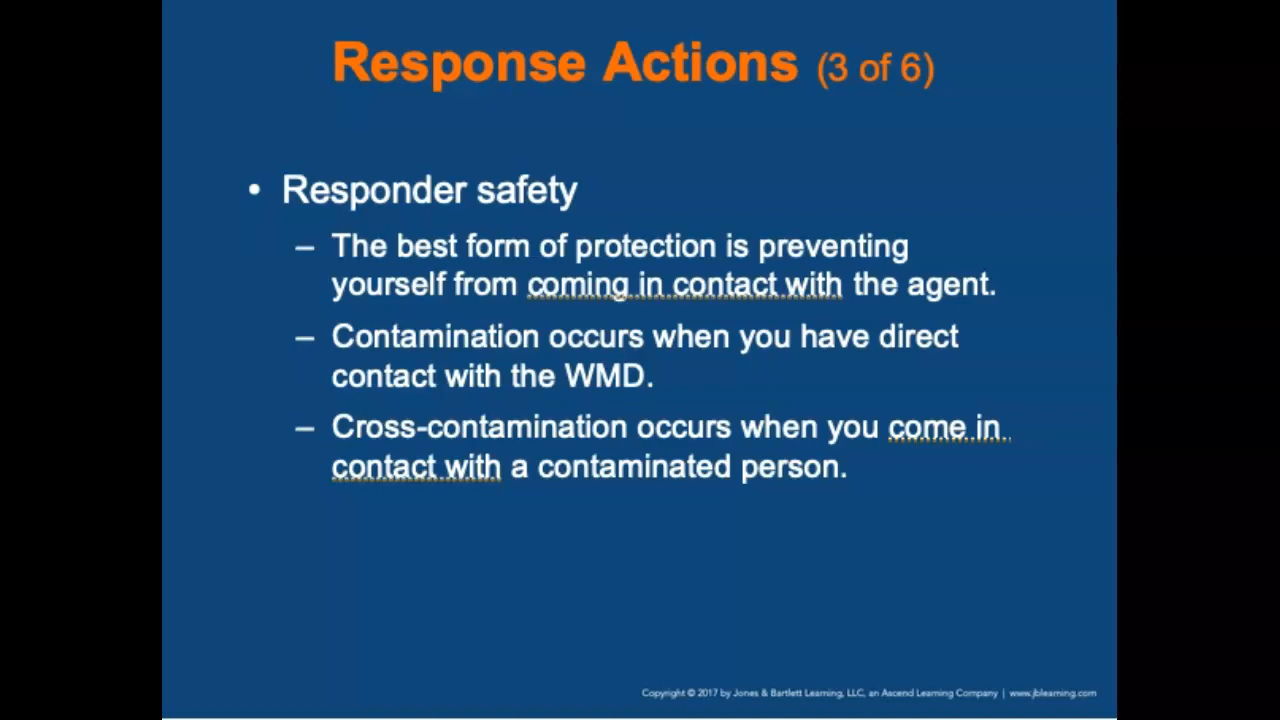 Response Actions (3 of 6)
• Responder safety
– The best form of protection is preventing
yourself from coming in contact with the agent.
– Contamination occurs when you have direct
contact with the WMD.
– Cross-contamination occurs when you come in
contact with a contaminated person.
Copyright © 2017 by Jones & Bartlett Learning, LLC, an Ascend Learning Company | www.jblearning.com